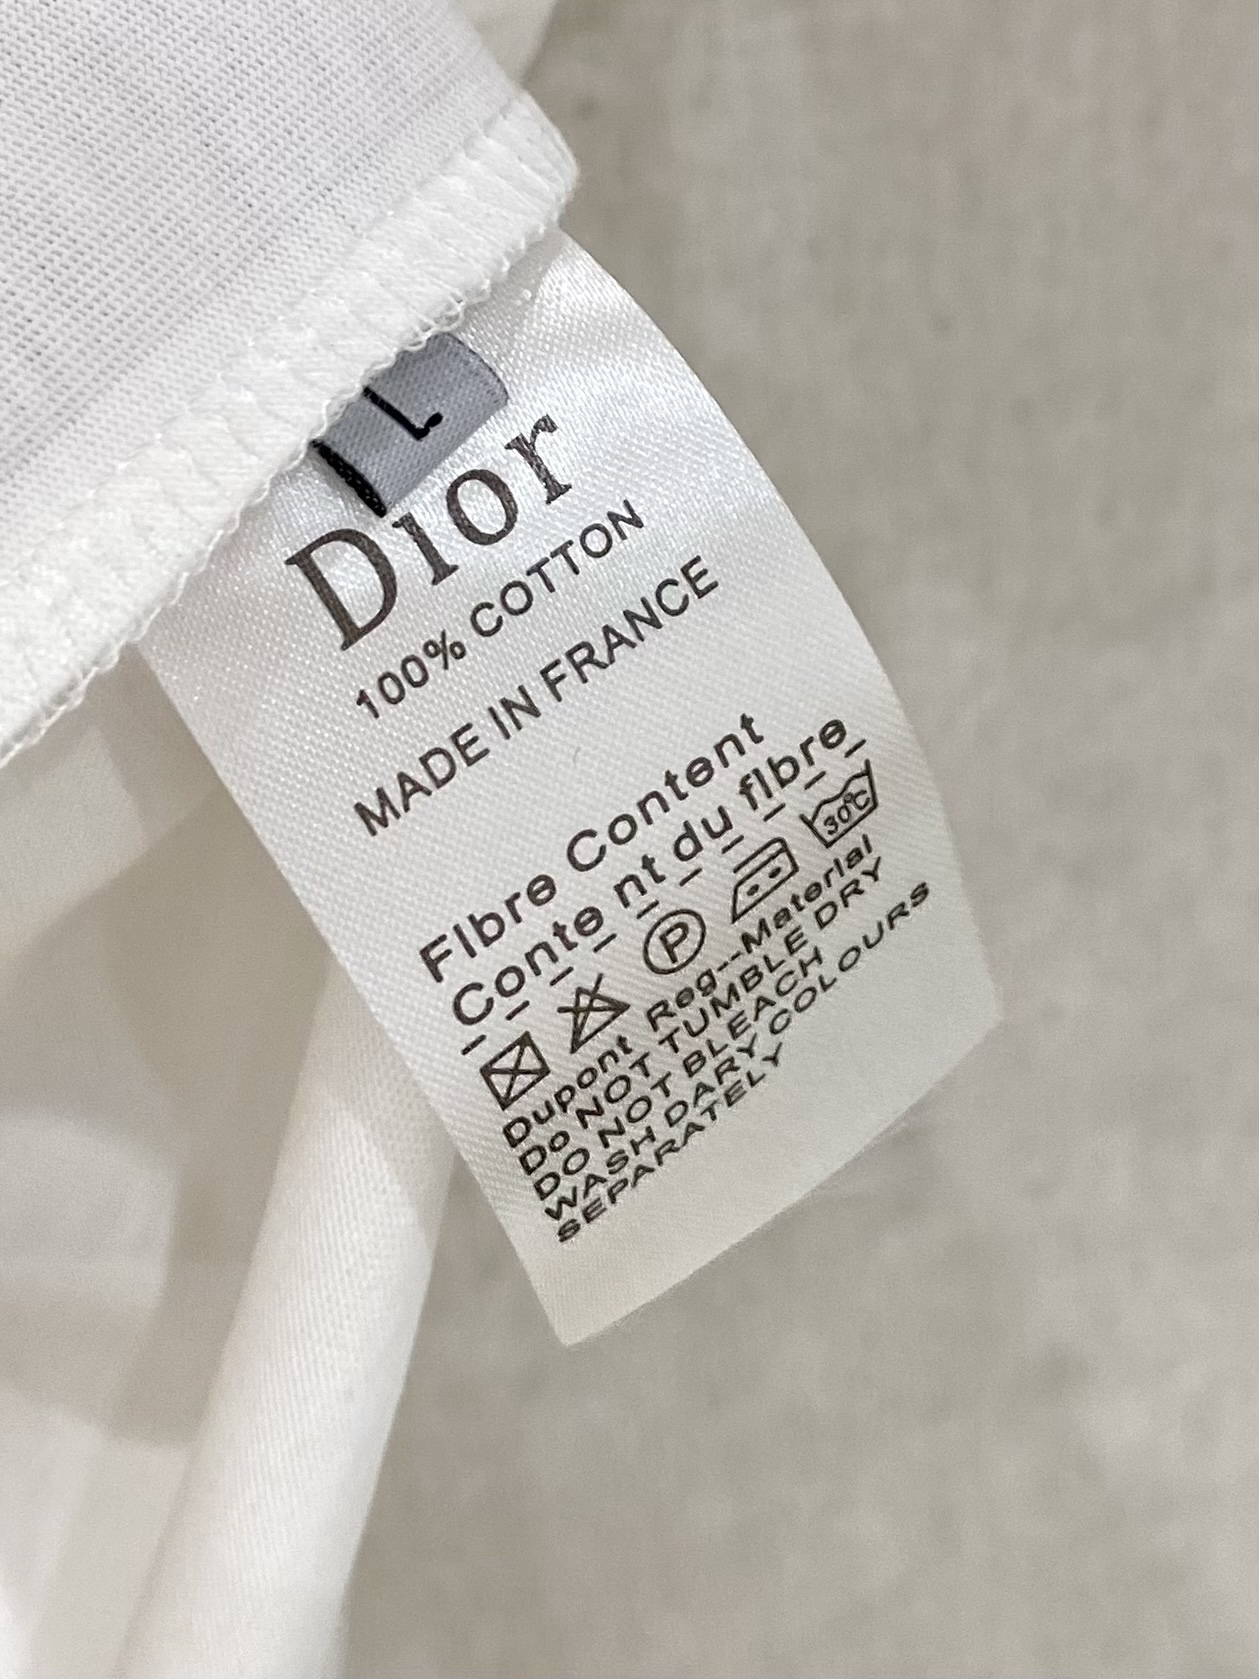 L
Dior
100% COTTON
MADE IN FRANCE
FIbre Content
Conte nt du fIbre
P
30℃
Dupont Reg--MaterIal
Do NOT TUMBLE DRY
DO NOT BLEACH
WASH DARY COLOURS
SEPARATELY